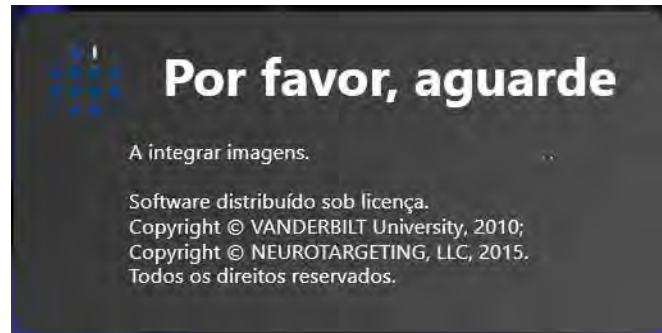 Por favor, aguarde
A integrar imagens.
Software distribuído sob licença.
Copyright © VANDERBILT University, 2010;
Copyright © NEUROTARGETING, LLC, 2015.
Todos os direitos reservados.